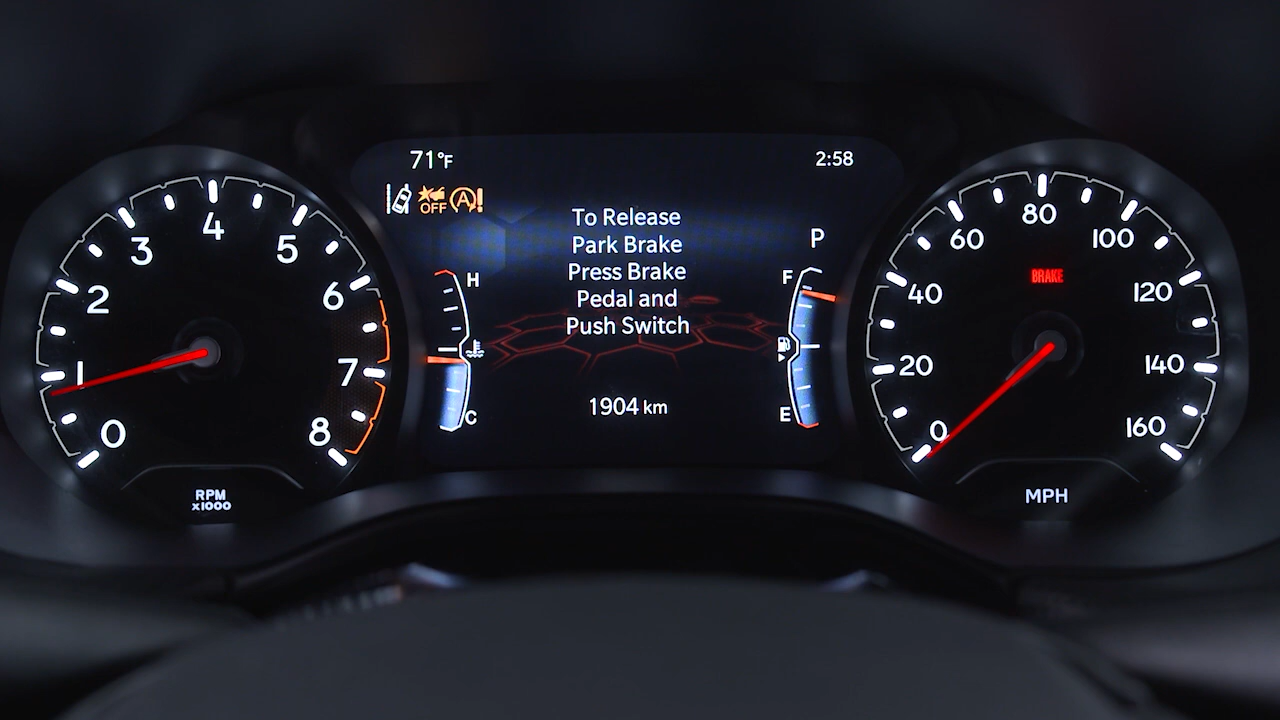 71°F
2:58
OFF
A
!
To Release
Park Brake
Press Brake
Pedal and
Push Switch
1904 km
P
H
C
F
E
0
1
2
3
4
5
6
7
8
RPM
x1000
0
20
40
60
80
100
120
140
160
BRAKE
MPH